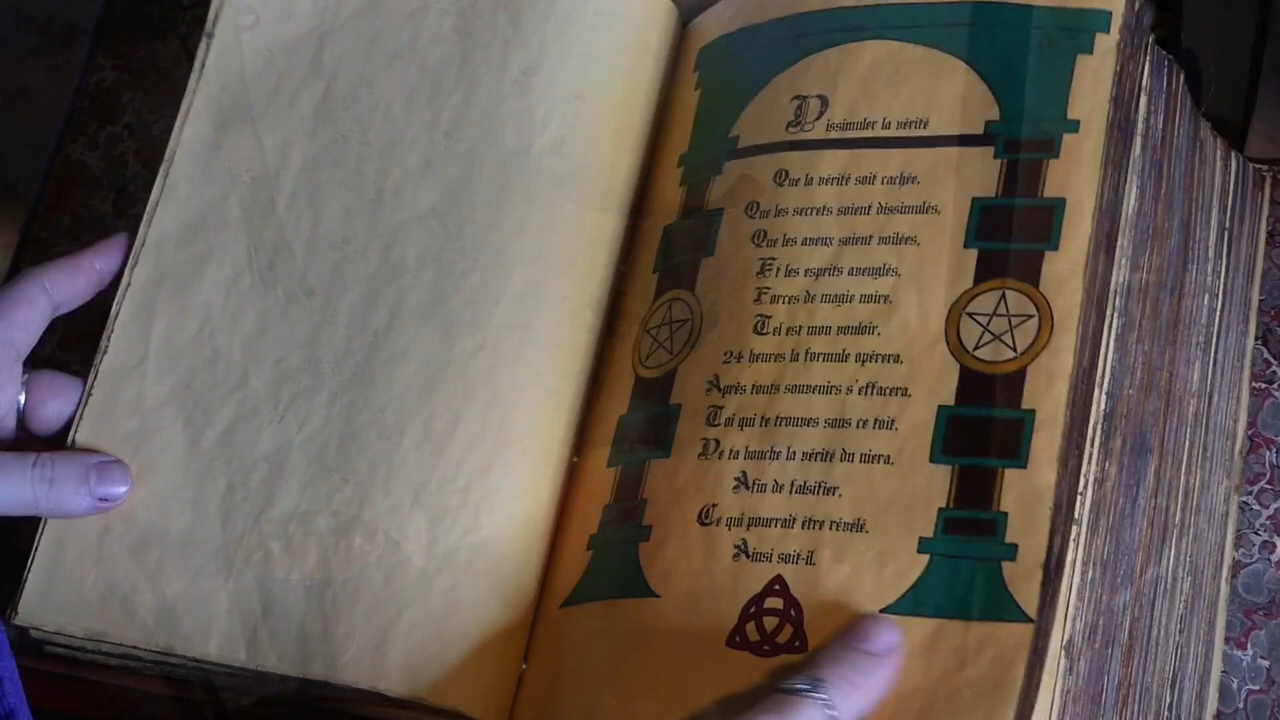 Dissimuler la vérité
Que la vérité soit cachée,
Que les secrets soient dissimulés,
Que les aveux soient voilées,
Et les esprits aveuglés,
Forces de magie noire,
Tel est mon vouloir,
24 heures la formule opérera,
Après touts souvenirs s'effacera,
Toi qui te trouves sous ce toit,
De ta bouche la vérité du niera,
Afin de falsifier,
Ce qui pourrait être révélé.
Ainsi soit-il.